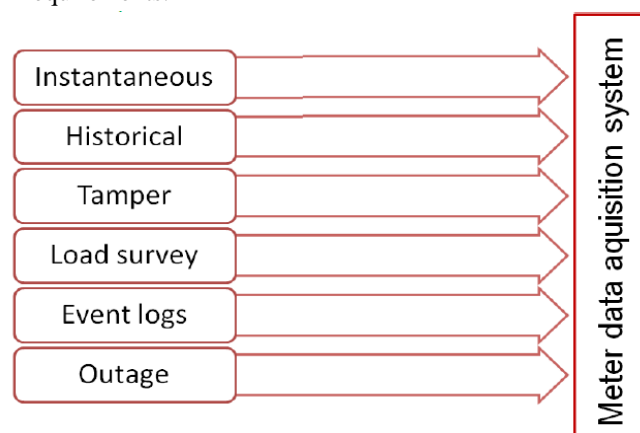 Instantaneous
Historical
Tamper
Load survey
Event logs
Outage
Meter data aquisition system